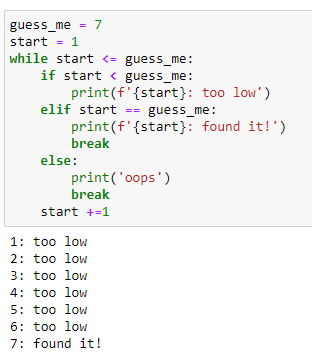 guess_me = 7
start = 1
while start <= guess_me:
    if start < guess_me:
        print(f'{start}: too low')
    elif start == guess_me:
        print(f'{start}: found it!')
        break
    else:
        print('oops')
        break
    start +=1
1: too low
2: too low
3: too low
4: too low
5: too low
6: too low
7: found it!